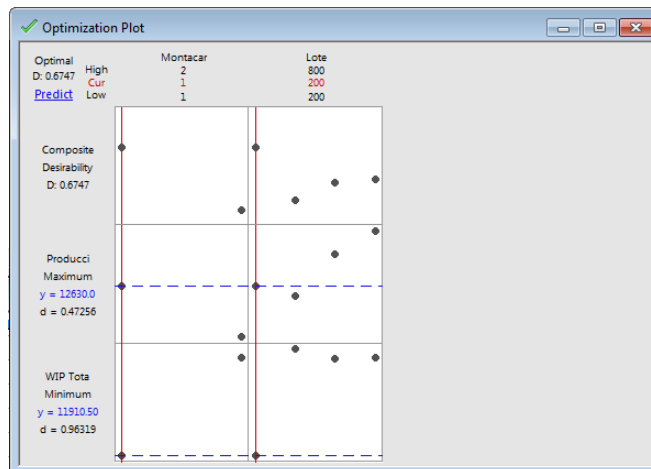 Optimization Plot
Optimal
D: 0.6747
Predict
High
Cur
Low
Montacar
2
1
1
Lote
800
200
200
Composite
Desirability
D: 0.6747
Producci
Maximum
y = 12630.0
d = 0.47256
WIP Tota
Minimum
y = 11910.50
d = 0.96319